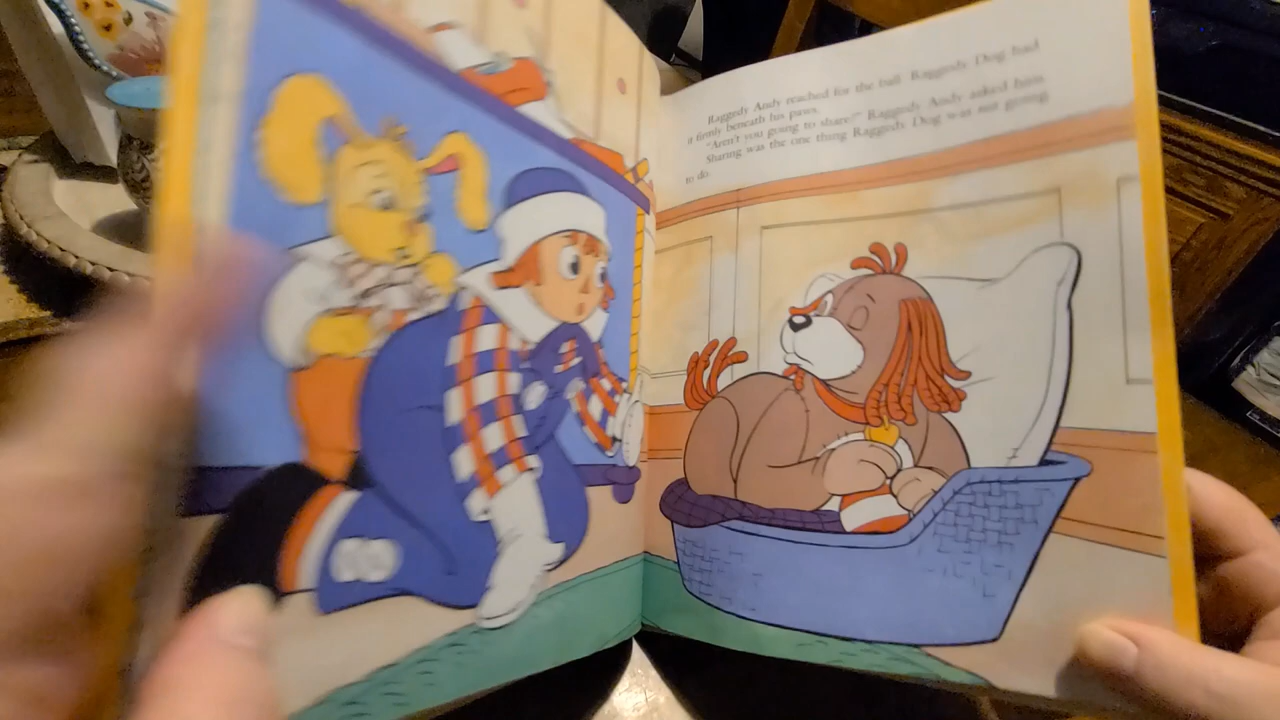 Raggedy Andy reached for the ball. Raggedy Dog had
it firmly beneath his paws.
"Aren't you going to share?" Raggedy Andy asked him.
Sharing was the one thing Raggedy Dog was not going
to do.